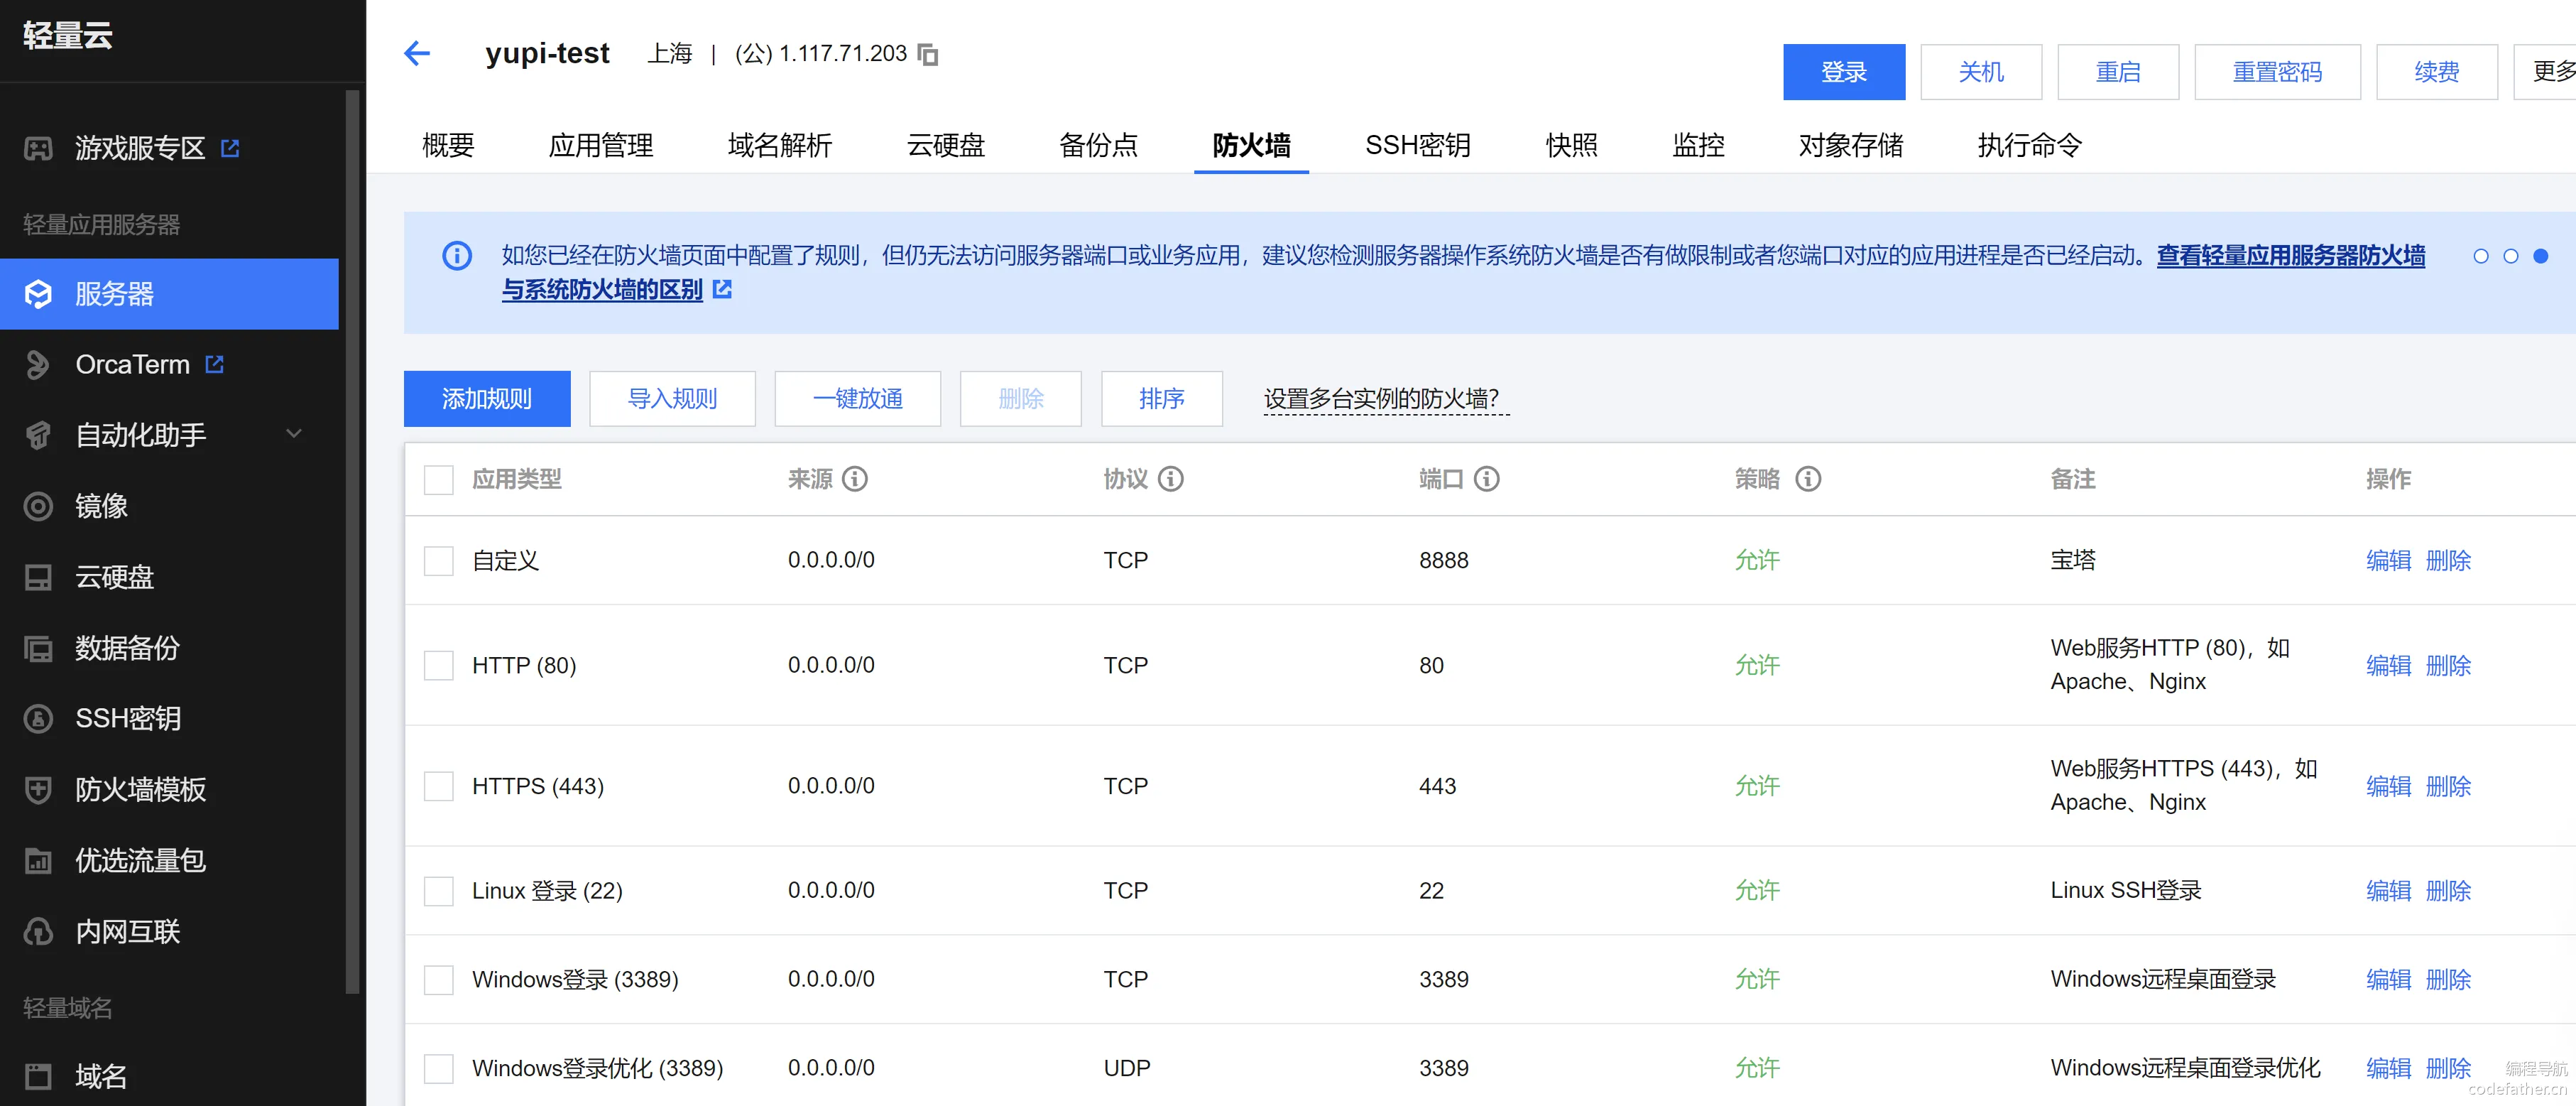 轻量云
游戏服专区
轻量应用服务器
服务器
OrcaTerm
自动化助手
镜像
云硬盘
数据备份
SSH密钥
防火墙模板
优选流量包
内网互联
轻量域名
域名
yupi-test 上海 | (公) 1.117.71.203
登录 关机 重启 重置密码 续费 更多
概要 应用管理 域名解析 云硬盘 备份点 防火墙 SSH密钥 快照 监控 对象存储 执行命令
如您已经在防火墙页面中配置了规则，但仍无法访问服务器端口或业务应用，建议您检测服务器操作系统防火墙是否有做限制或者您端口对应的应用进程是否已经启动。查看轻量应用服务器防火墙
与系统防火墙的区别
添加规则 导入规则 一键放通 删除 排序 设置多台实例的防火墙？
应用类型 来源 协议 端口 策略 备注 操作
自定义 0.0.0.0/0 TCP 8888 允许 宝塔 编辑 删除
HTTP (80) 0.0.0.0/0 TCP 80 允许 Web服务HTTP (80)，如
Apache、Nginx 编辑 删除
HTTPS (443) 0.0.0.0/0 TCP 443 允许 Web服务HTTPS (443)，如
Apache、Nginx 编辑 删除
Linux 登录 (22) 0.0.0.0/0 TCP 22 允许 Linux SSH登录 编辑 删除
Windows登录 (3389) 0.0.0.0/0 TCP 3389 允许 Windows远程桌面登录 编辑 删除
Windows登录优化 (3389) 0.0.0.0/0 UDP 3389 允许 Windows远程桌面登录优化 编辑 删除
编程导航
codefather.cn